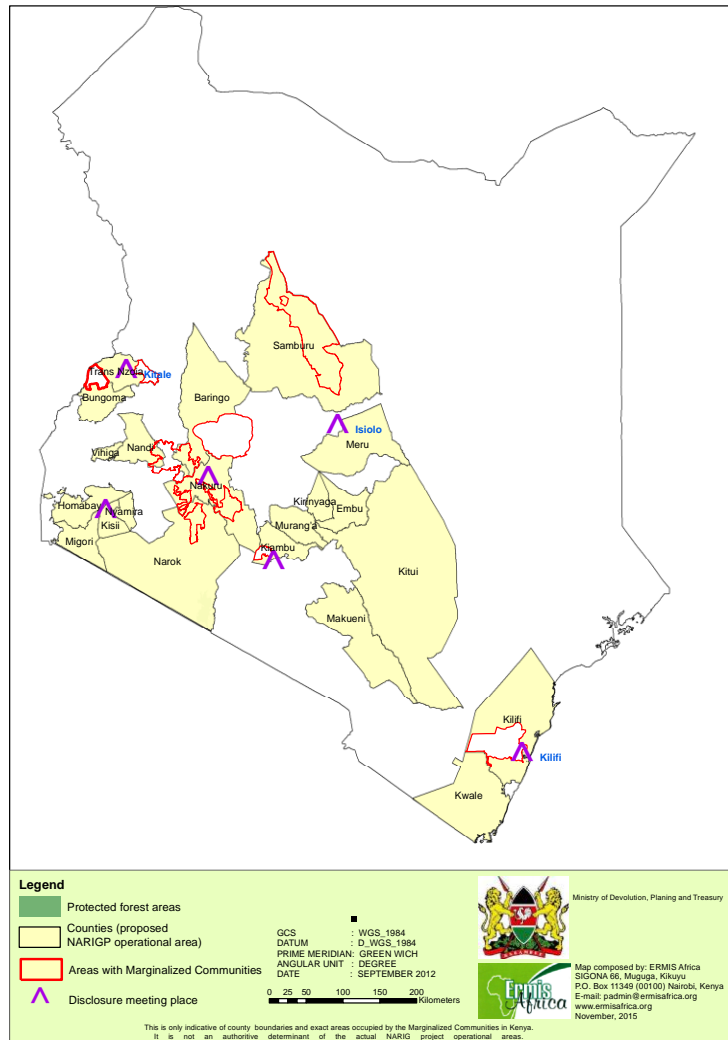 Samburu
Trans Nzoia
Kitale
Bungoma
Baringo
Isiolo
Meru
Nandi
Vihiga
Nakuru
Kirinyaga
Embu
Homabay
Nyamira
Kisii
Murang'a
Migori
Kiambu
Narok
Kitui
Makueni
Kilifi
Kilifi
Kwale
Legend
Protected forest areas
Counties (proposed
NARIGP operational area)
Areas with Marginalized Communities
Disclosure meeting place
GCS : WGS_1984
DATUM : D_WGS_1984
PRIME MERIDIAN: GREEN WICH
ANGULAR UNIT : DEGREE
DATE : SEPTEMBER 2012
0 25 50 100 150 200
Kilometers
Ministry of Devolution, Planing and Treasury
HARAMBEE
Ermis
Africa
Map composed by: ERMIS Africa
SIGONA 66, Muguga, Kikuyu
P.O. Box 11349 (00100) Nairobi, Kenya
E-mail: padmin@ermisafrica.org
www.ermisafrica.org
November, 2015
This is only indicative of county boundaries and exact areas occupied by the Marginalized Communities in Kenya.
It is not an authoritive determinant of the actual NARIG project operational areas.